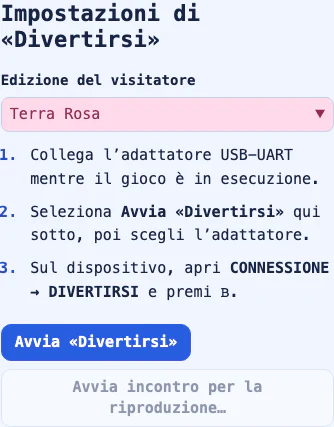 Impostazioni di
«Divertirsi»
Edizione del visitatore
Terra Rosa ▼
1. Collega l’adattatore USB–UART
mentre il gioco è in esecuzione.
2. Seleziona Avvia «Divertirsi» qui
sotto, poi scegli l’adattatore.
3. Sul dispositivo, apri CONNESSIONE
→ DIVERTIRSI e premi B.
Avvia «Divertirsi»
Avvia incontro per la
riproduzione…